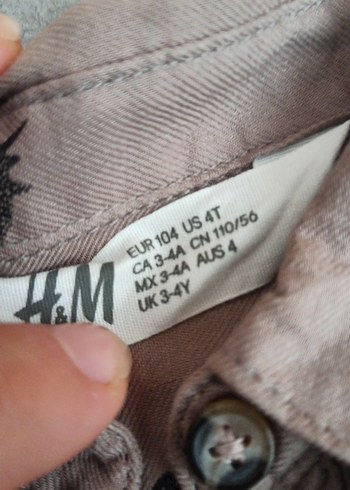 H&M
EUR 104 US 4T
CA 3-4A CN 110/56
MX 3-4A AUS 4
UK 3-4Y